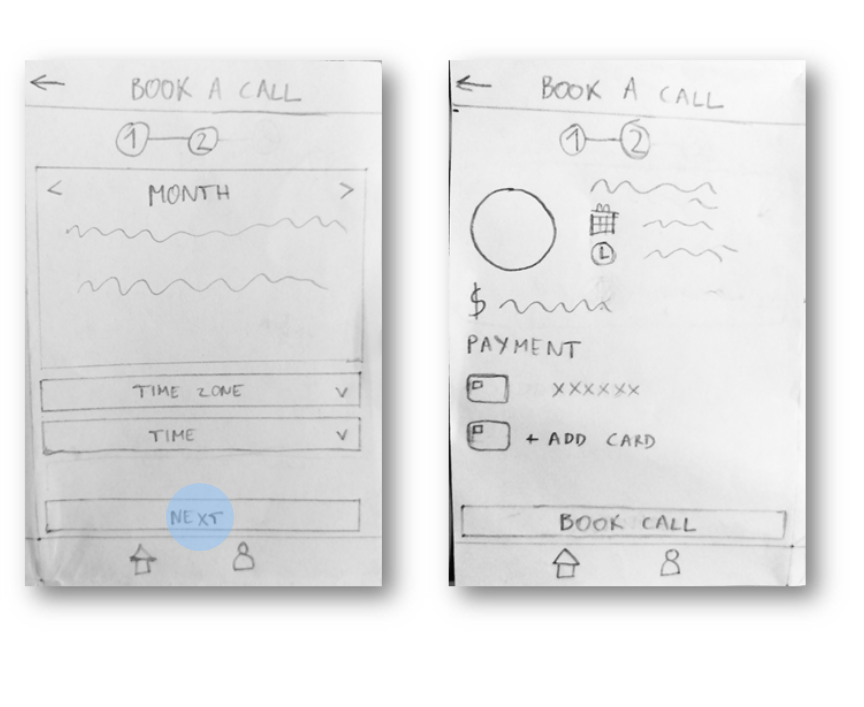 BOOK A CALL
1 2
< MONTH >
TIME ZONE V
TIME V
NEXT
BOOK A CALL
1 2
$
PAYMENT
XXXXXX
+ ADD CARD
BOOK CALL